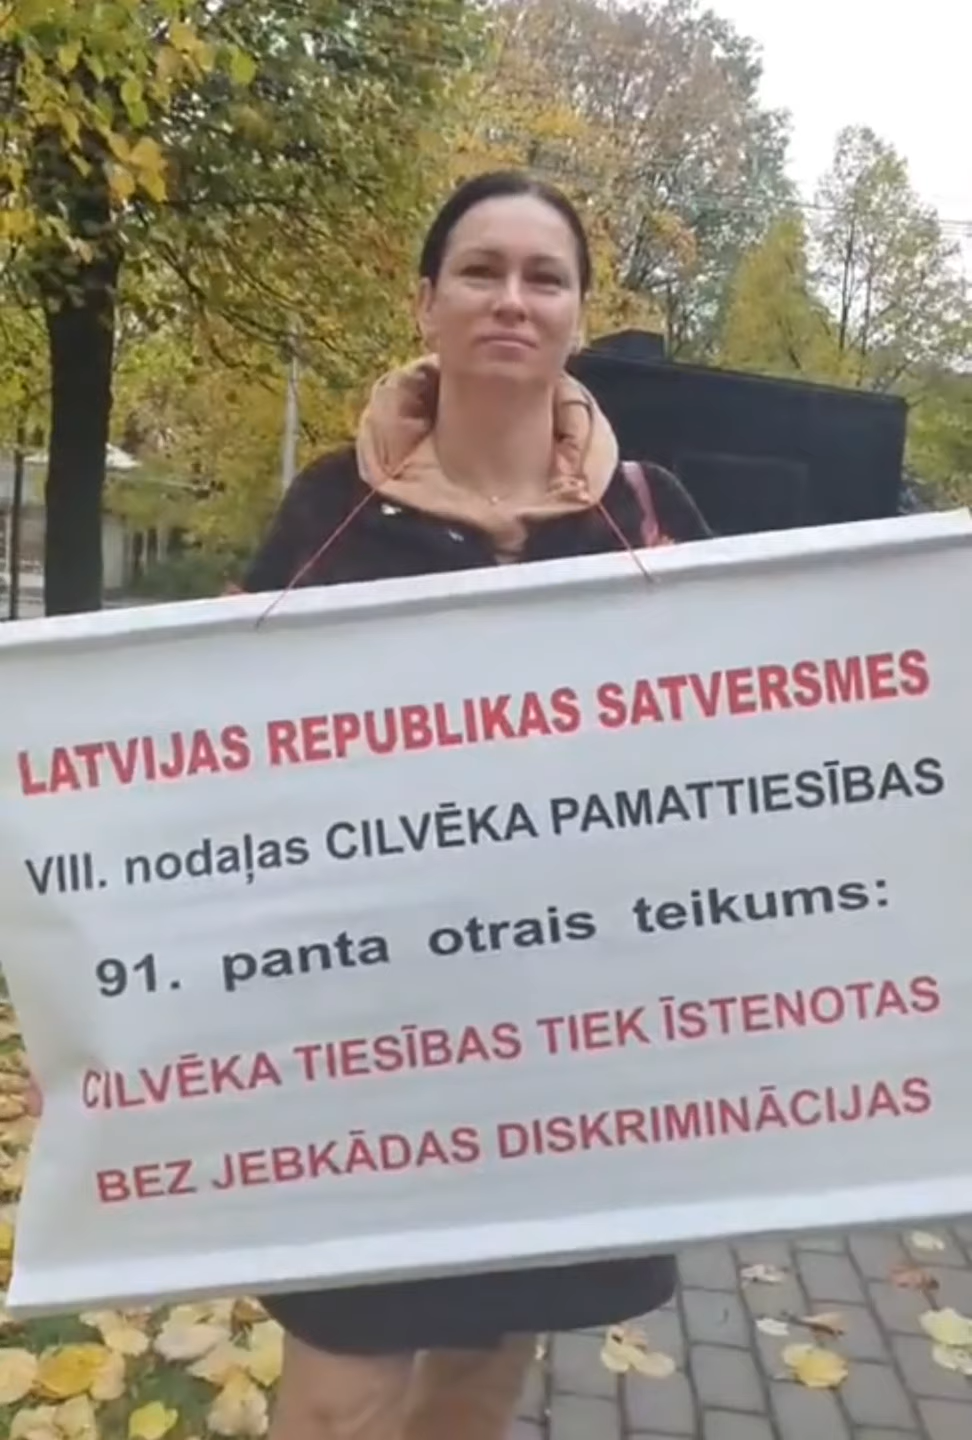 LATVIJAS REPUBLIKAS SATVERSMES
VIII. nodaļas CILVĒKA PAMATTIESĪBAS
91. panta otrais teikums:
CILVĒKA TIESĪBAS TIEK ĪSTENOTAS
BEZ JEBKĀDAS DISKRIMINĀCIJAS